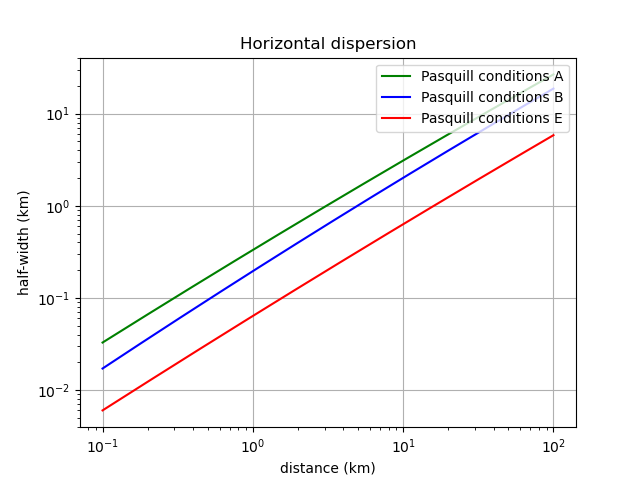 Horizontal dispersion
Pasquill conditions A
Pasquill conditions B
Pasquill conditions E
half-width (km)
10¹
10⁰
10⁻¹
10⁻²
10⁻¹
10⁰
10¹
10²
distance (km)